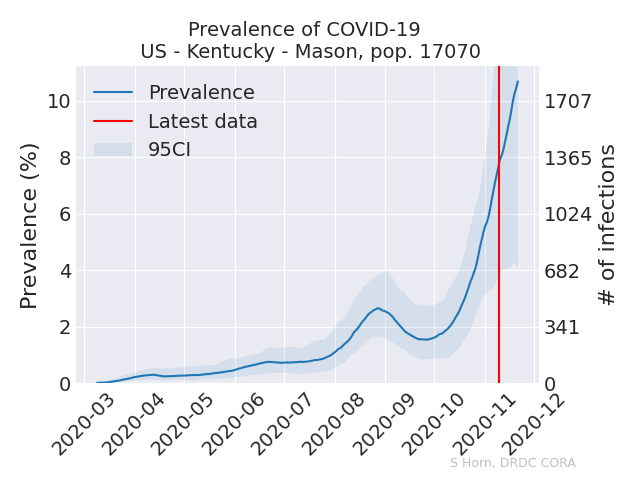 Prevalence of COVID-19
US - Kentucky - Mason, pop. 17070
Prevalence
Latest data
95CI
Prevalence (%)
10
8
6
4
2
0
1707
1365
1024
682
341
0
# of infections
2020-03
2020-04
2020-05
2020-06
2020-07
2020-08
2020-09
2020-10
2020-11
2020-12
S Horn, DRDC CORA